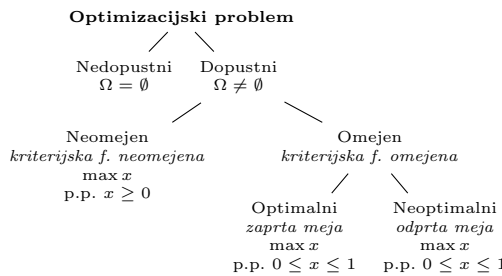 Optimizacijski problem
Nedopustni
Ω = ∅
Dopustni
Ω ≠ ∅
Neomejen
kriterijska f. neomejena
max x
p.p. x ≥ 0
Omejen
kriterijska f. omejena
Optimalni
zaprta meja
max x
p.p. 0 ≤ x ≤ 1
Neoptimalni
odprta meja
max x
p.p. 0 ≤ x ≤ 1